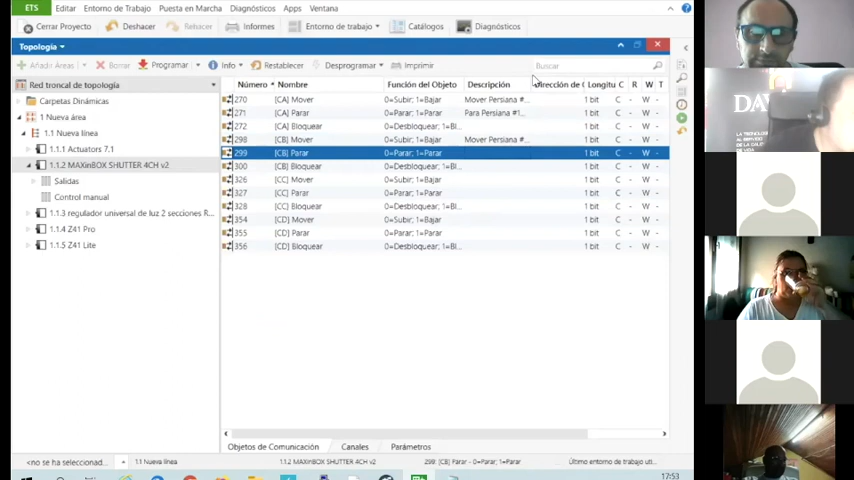 ETS Editar Entorno de Trabajo Puesta en Marcha Diagnósticos Apps Ventana
Cerrar Proyecto Deshacer Rehacer Informes Entorno de trabajo Catálogos Diagnósticos
Topología
Añadir Áreas Borrar Programar Info Restablecer Desprogramar Imprimir Buscar
Red troncal de topología
Carpetas Dinámicas
1 Nueva área
1.1 Nueva línea
1.1.1 Actuators 7.1
1.1.2 MAXinBOX SHUTTER 4CH v2
Salidas
Control manual
1.1.3 regulador universal de luz 2 secciones R...
1.1.4 Z41 Pro
1.1.5 Z41 Lite
Número Nombre Función del Objeto Descripción Dirección de Longitu C R W T
270 [CA] Mover 0=Subir; 1=Bajar Mover Persiana #... 1 bit C - W -
271 [CA] Parar 0=Parar; 1=Parar Para Persiana #1... 1 bit C - W -
272 [CA] Bloquear 0=Desbloquear; 1=Bl... 1 bit C - W -
298 [CB] Mover 0=Subir; 1=Bajar Mover Persiana #... 1 bit C - W -
299 [CB] Parar 0=Parar; 1=Parar 1 bit C - W -
300 [CB] Bloquear 0=Desbloquear; 1=Bl... 1 bit C - W -
326 [CC] Mover 0=Subir; 1=Bajar 1 bit C - W -
327 [CC] Parar 0=Parar; 1=Parar 1 bit C - W -
328 [CC] Bloquear 0=Desbloquear; 1=Bl... 1 bit C - W -
354 [CD] Mover 0=Subir; 1=Bajar 1 bit C - W -
355 [CD] Parar 0=Parar; 1=Parar 1 bit C - W -
356 [CD] Bloquear 0=Desbloquear; 1=Bl... 1 bit C - W -
Objetos de Comunicación Canales Parámetros
<no se ha seleccionad... 1.1 Nueva línea 1.1.2 MAXinBOX SHUTTER 4CH v2 299: [CB] Parar - 0=Parar; 1=Parar Último entorno de trabajo uti...
17:53
DAV
LA TECNOLOG
AL SERVICIO
DE LA CALI
DE VIDA